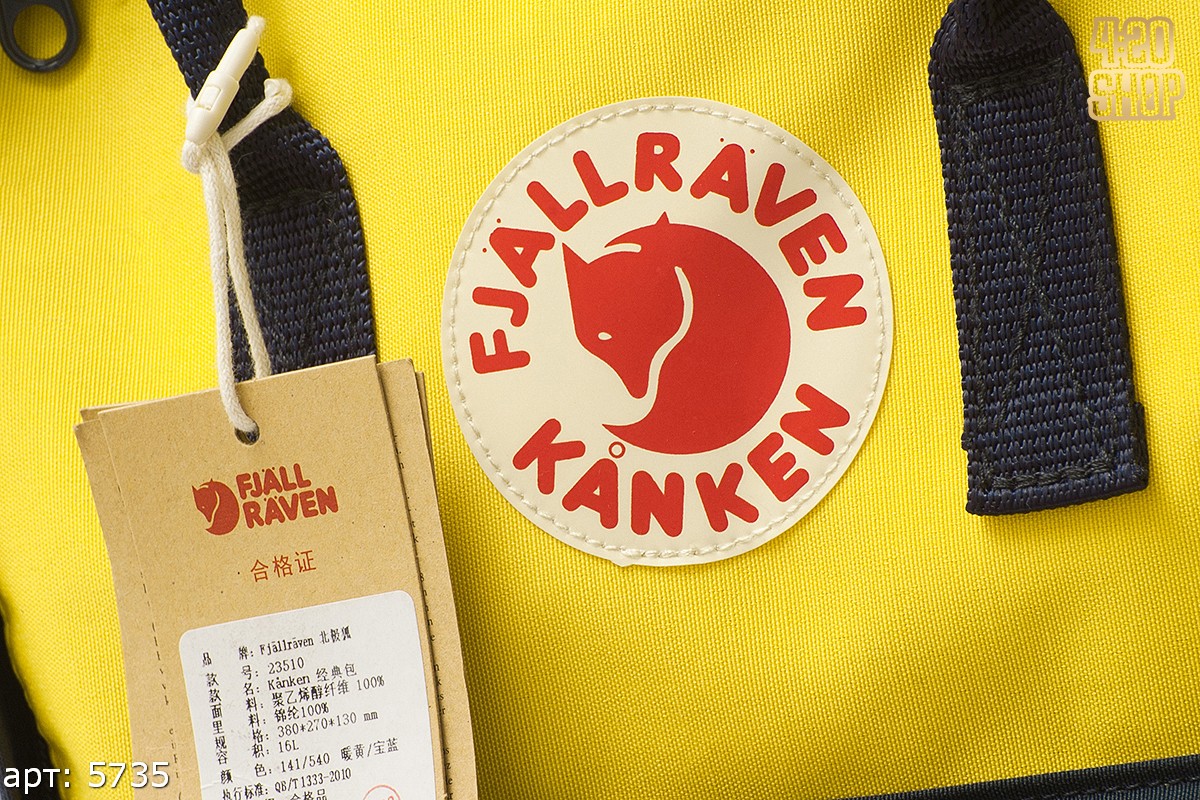 420
SHOP
FJÄLLRÄVEN
KÅNKEN
FJÄLL
RÄVEN
合格证
品 牌: Fjällräven 北极狐
款 号: 23510
款 名: Kånken 经典包
面 料: 聚乙烯醇纤维 100%
里 料: 锦纶100%
规 格: 380*270*130 mm
容 积: 16L
颜 色: 141/540 暖黄/宝蓝
执行标准: QB/T1333-2010
合格品
арт: 5735